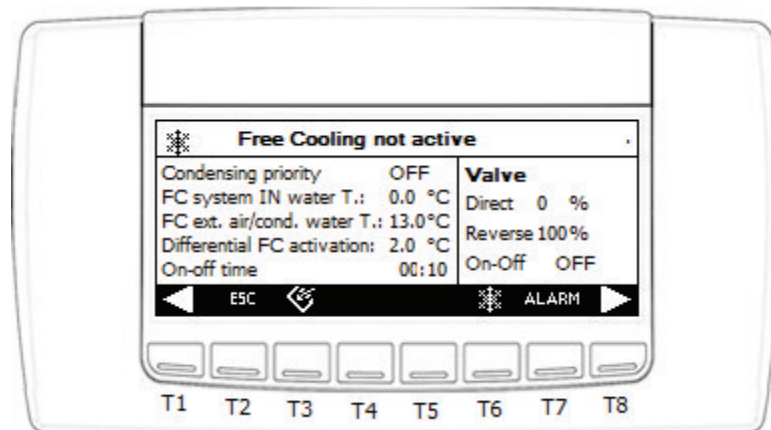 Free Cooling not active
Condensing priority OFF
FC system IN water T.: 0.0 °C
FC ext. air/cond. water T.: 13.0°C
Differential FC activation: 2.0 °C
On-off time 00:10
Valve
Direct 0 %
Reverse 100%
On-Off OFF
ESC ALARM
T1 T2 T3 T4 T5 T6 T7 T8